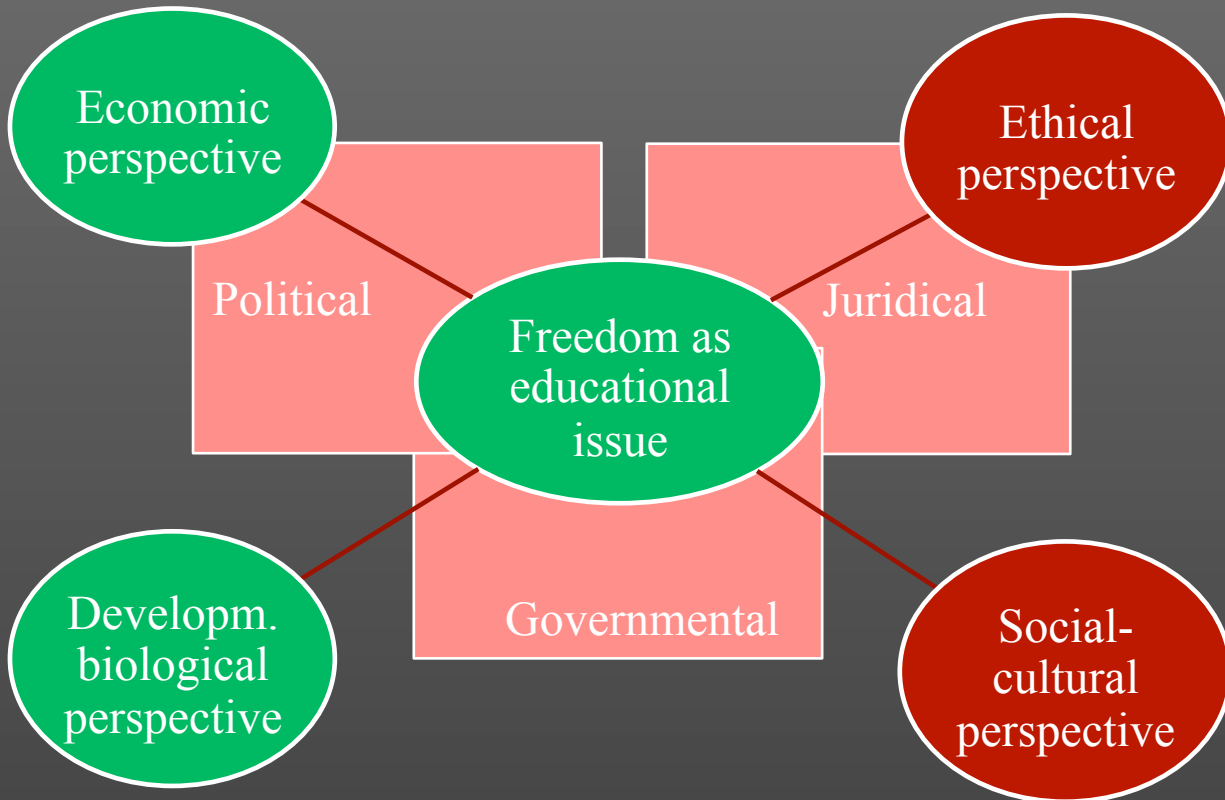 Economic
perspective
Ethical
perspective
Political
Juridical
Freedom as
educational
issue
Developm.
biological
perspective
Governmental
Social-
cultural
perspective